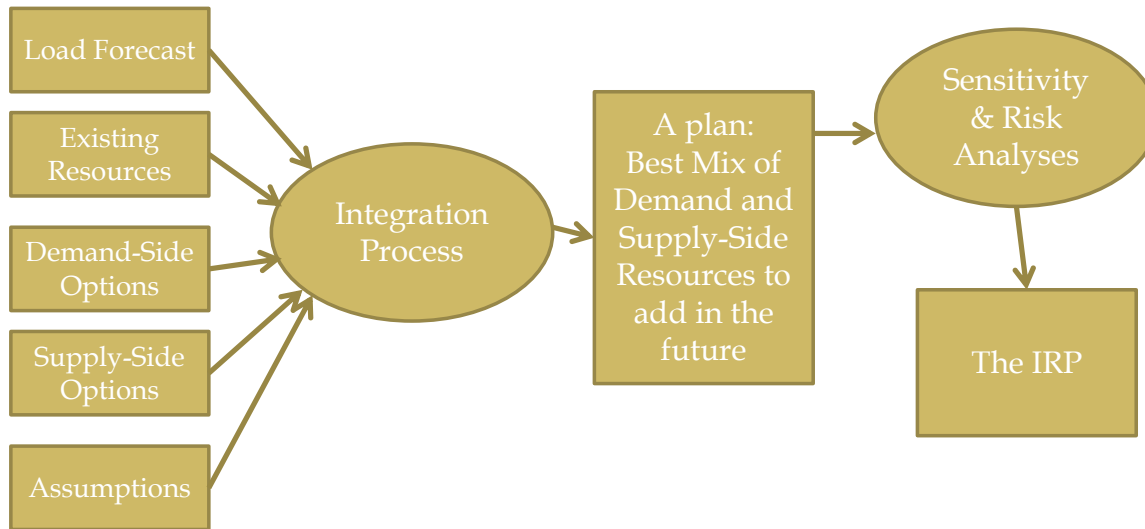 Load Forecast
Existing
Resources
Demand-Side
Options
Supply-Side
Options
Assumptions
Integration
Process
A plan:
Best Mix of
Demand and
Supply-Side
Resources to
add in the
future
Sensitivity
& Risk
Analyses
The IRP